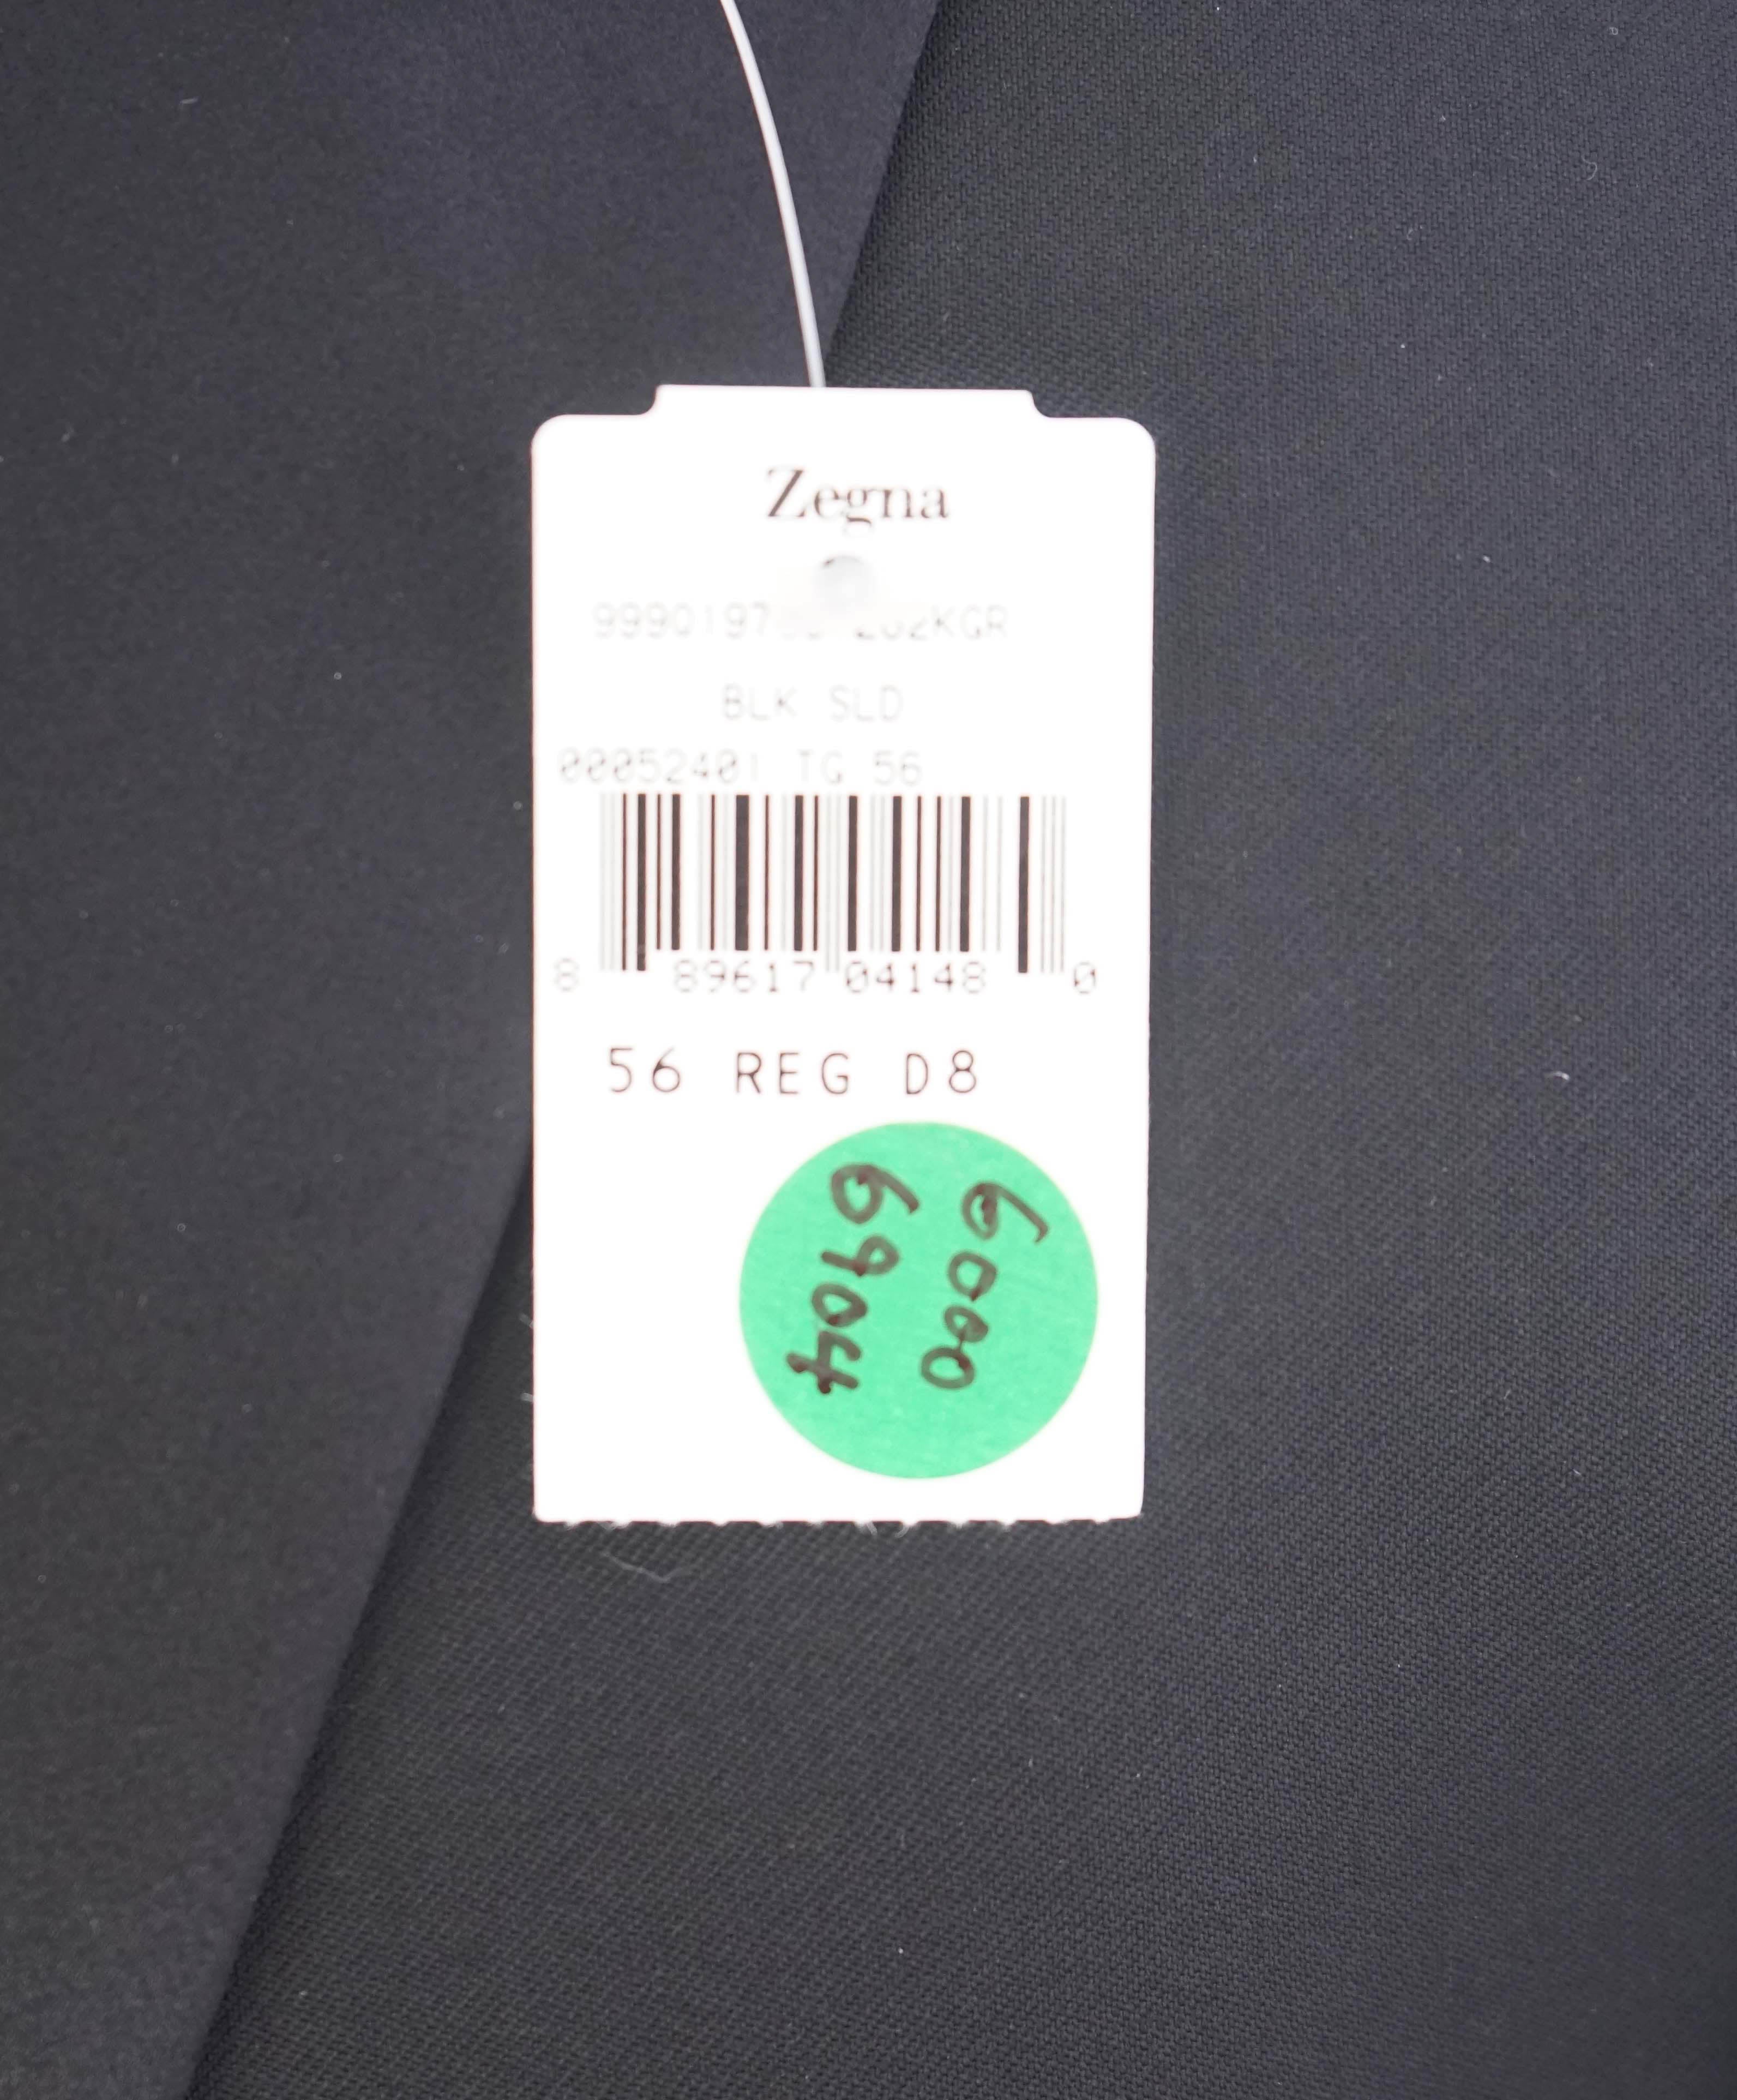 Zegna
BLK SLD
00052401 TG 56
8 89617 04148 0
56 REG D8
6000
6904